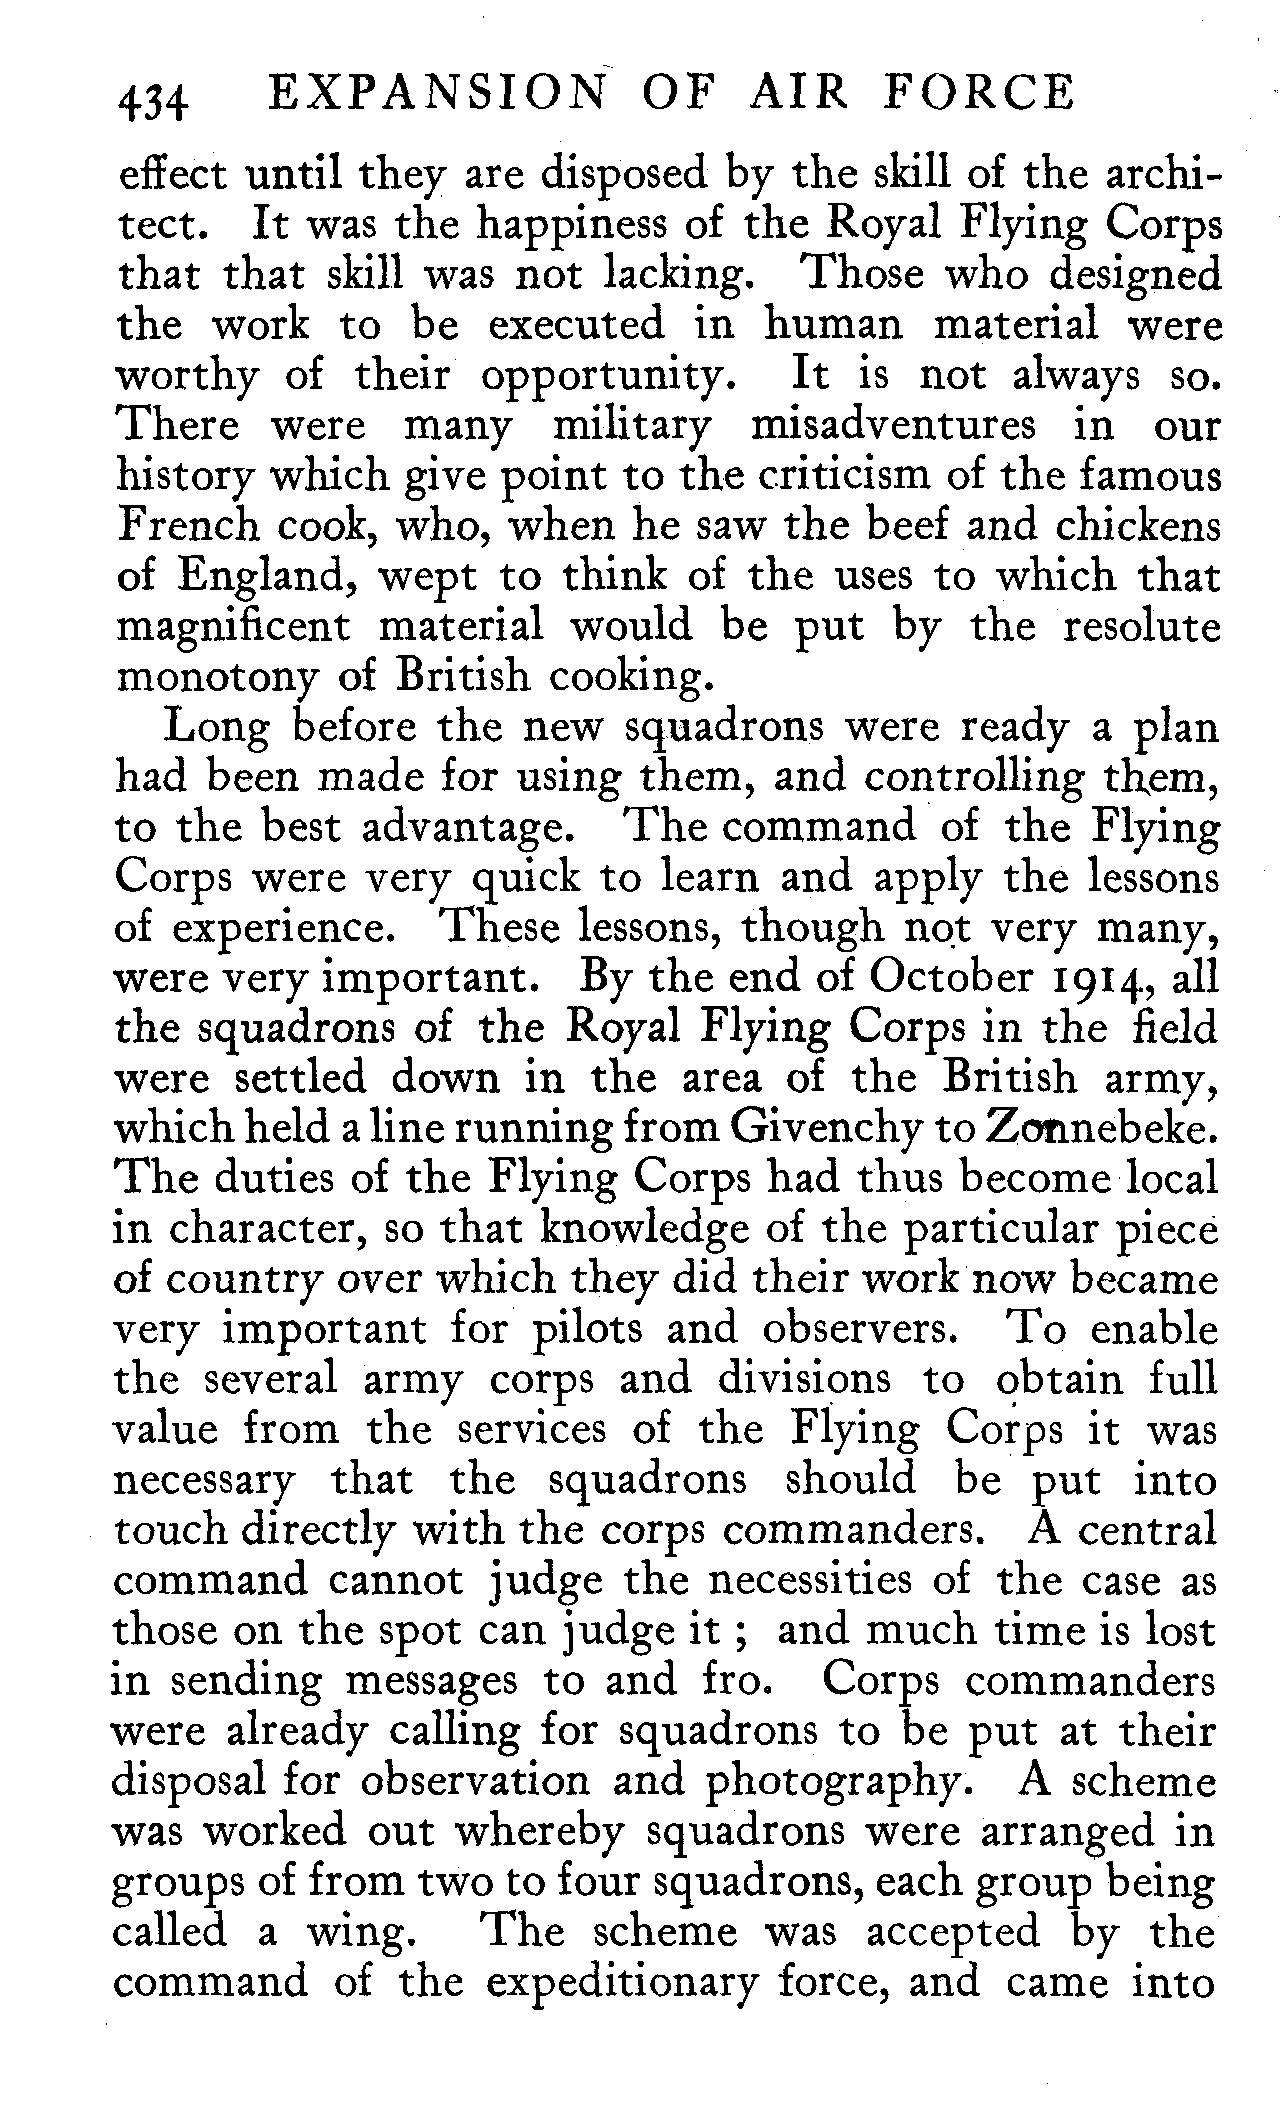 434 EXPANSION OF AIR FORCE
effect until they are disposed by the skill of the archi-
tect. It was the happiness of the Royal Flying Corps
that that skill was not lacking. Those who designed
the work to be executed in human material were
worthy of their opportunity. It is not always so.
There were many military misadventures in our
history which give point to the criticism of the famous
French cook, who, when he saw the beef and chickens
of England, wept to think of the uses to which that
magnificent material would be put by the resolute
monotony of British cooking.
Long before the new squadrons were ready a plan
had been made for using them, and controlling them,
to the best advantage. The command of the Flying
Corps were very quick to learn and apply the lessons
of experience. These lessons, though not very many,
were very important. By the end of October 1914, all
the squadrons of the Royal Flying Corps in the field
were settled down in the area of the British army,
which held a line running from Givenchy to Zonnebeke.
The duties of the Flying Corps had thus become local
in character, so that knowledge of the particular piece
of country over which they did their work now became
very important for pilots and observers. To enable
the several army corps and divisions to obtain full
value from the services of the Flying Corps it was
necessary that the squadrons should be put into
touch directly with the corps commanders. A central
command cannot judge the necessities of the case as
those on the spot can judge it ; and much time is lost
in sending messages to and fro. Corps commanders
were already calling for squadrons to be put at their
disposal for observation and photography. A scheme
was worked out whereby squadrons were arranged in
groups of from two to four squadrons, each group being
called a wing. The scheme was accepted by the
command of the expeditionary force, and came into